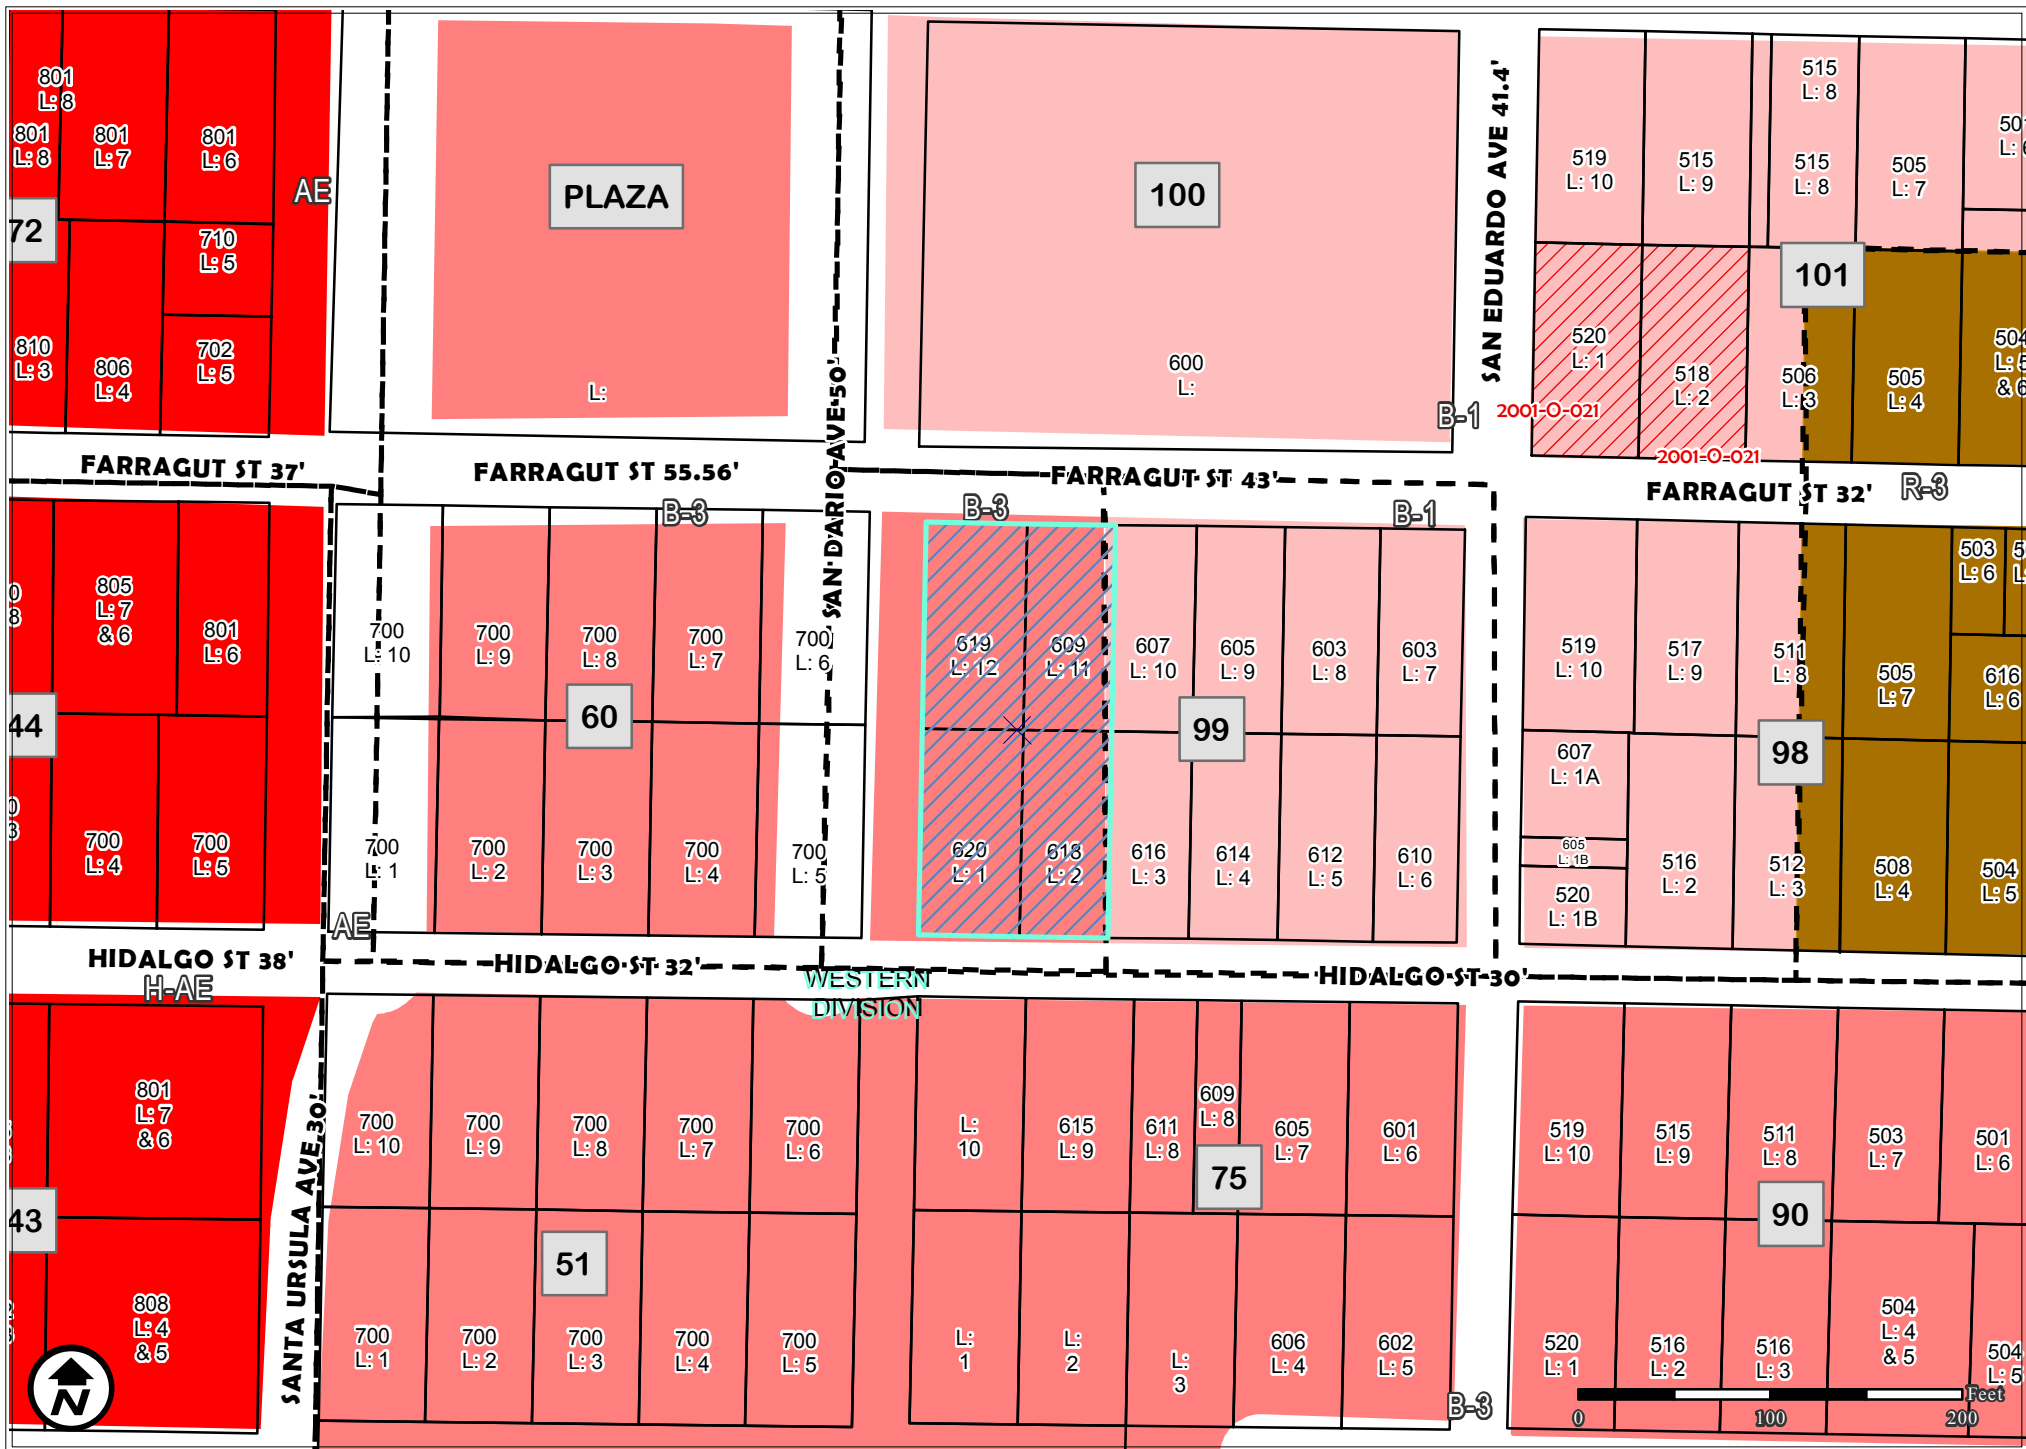 801
L: 8
801
L: 8
801
L: 7
801
L: 6
AE
72
710
L: 5
702
L: 5
810
L: 3
806
L: 4
PLAZA
L:
100
600
L:
SAN DARIO AVE 50'
SAN EDUARDO AVE 41.4'
B-1
2001-O-021
2001-O-021
519
L: 10
515
L: 9
515
L: 8
515
L: 8
505
L: 7
101
520
L: 1
518
L: 2
506
L: 3
505
L: 4
504
L: 5
& 6
FARRAGUT ST 37'
FARRAGUT ST 55.56'
FARRAGUT ST 43'
FARRAGUT ST 32'
R-3
B-3
B-3
B-1
805
L: 7
& 6
801
L: 6
44
700
L: 4
700
L: 5
700
L: 10
700
L: 9
700
L: 8
700
L: 7
700
L: 6
60
700
L: 1
700
L: 2
700
L: 3
700
L: 4
700
L: 5
619
L: 12
609
L: 11
607
L: 10
605
L: 9
603
L: 8
603
L: 7
99
620
L: 1
618
L: 2
616
L: 3
614
L: 4
612
L: 5
610
L: 6
519
L: 10
517
L: 9
511
L: 8
505
L: 7
503
L: 6
616
L: 6
98
607
L: 1A
605
L: 1B
520
L: 1B
516
L: 2
512
L: 3
508
L: 4
504
L: 5
AE
HIDALGO ST 38'
H-AE
HIDALGO ST 32'
WESTERN
DIVISION
HIDALGO ST 30'
SANTA URSULA AVE 30'
801
L: 7
& 6
43
808
L: 4
& 5
N
700
L: 10
700
L: 9
700
L: 8
700
L: 7
700
L: 6
51
700
L: 1
700
L: 2
700
L: 3
700
L: 4
700
L: 5
L:
10
615
L: 9
611
L: 8
609
L: 8
605
L: 7
601
L: 6
75
L:
1
L:
2
L:
3
606
L: 4
602
L: 5
B-3
519
L: 10
515
L: 9
511
L: 8
503
L: 7
501
L: 6
90
520
L: 1
516
L: 2
516
L: 3
504
L: 4
& 5
504
L: 5
Feet
0 100 200